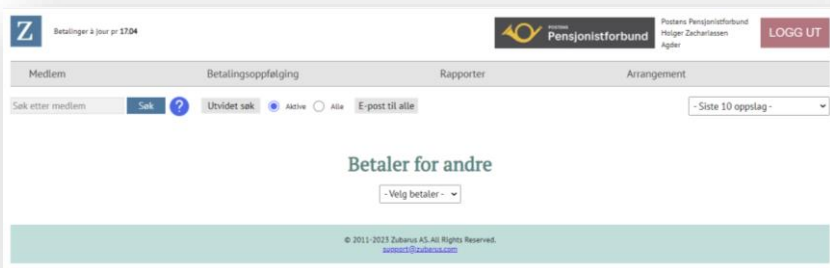 Z
Betalinger à jour pr 17.04
POSTENS
Pensjonistforbund
Postens Pensjonistforbund
Holger Zachariassen
Agder
LOGG UT
Medlem Betalingsoppfølging Rapporter Arrangement
Søk etter medlem Søk ? Utvidet søk Aktive Alle E-post til alle - Siste 10 oppslag -
Betaler for andre
- Velg betaler -
© 2011-2023 Zubarus AS. All Rights Reserved.
support@zubarus.com